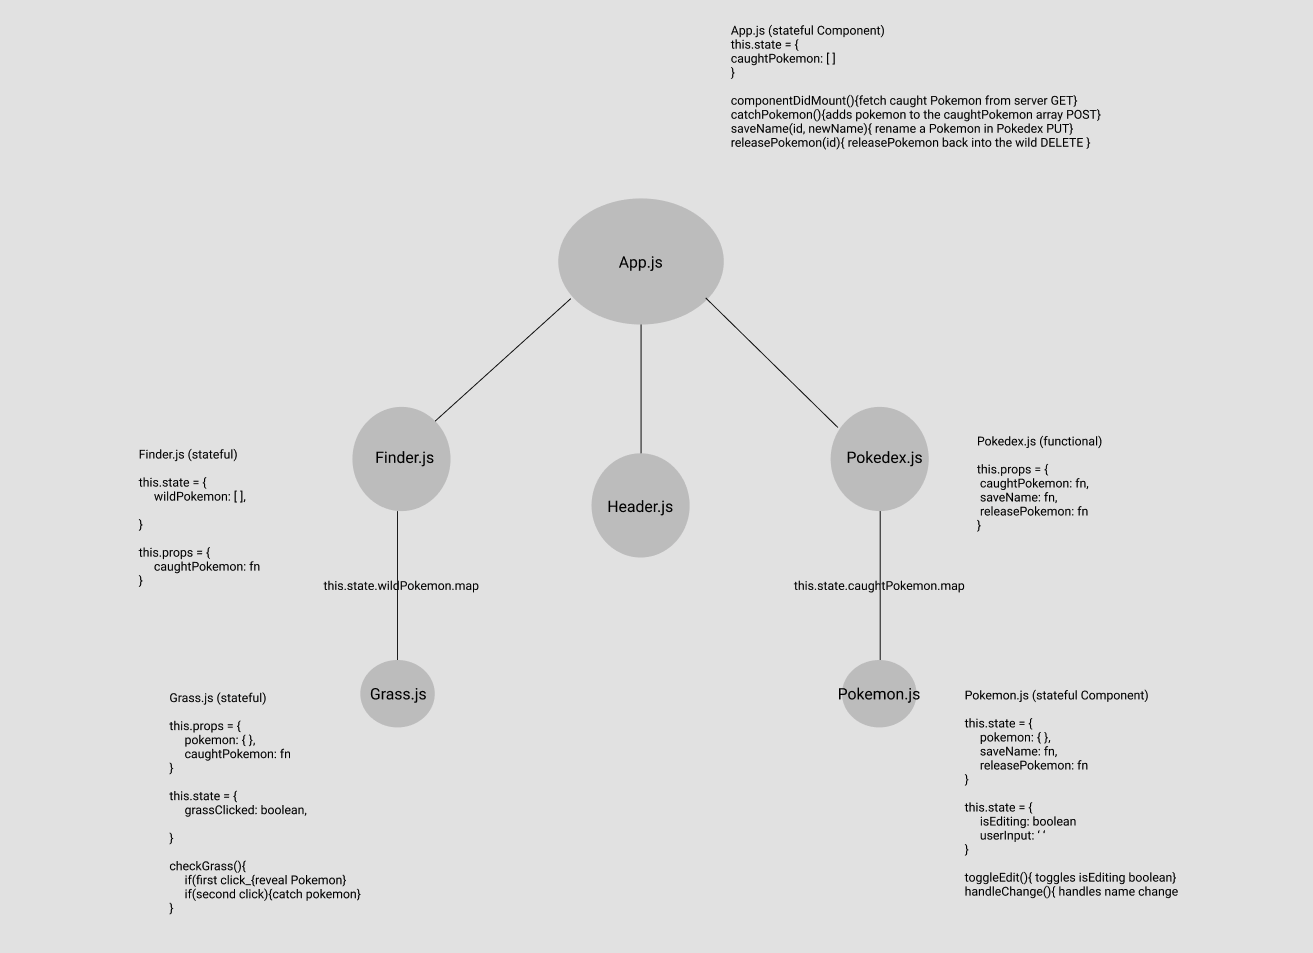 App.js (stateful Component)
this.state = {
caughtPokemon: [ ]
}
componentDidMount(){fetch caught Pokemon from server GET}
catchPokemon(){adds pokemon to the caughtPokemon array POST}
saveName(id, newName){ rename a Pokemon in Pokedex PUT}
releasePokemon(id){ releasePokemon back into the wild DELETE }
App.js
Finder.js
Header.js
Pokedex.js
Finder.js (stateful)
this.state = {
wildPokemon: [ ],
}
this.props = {
caughtPokemon: fn
}
Pokedex.js (functional)
this.props = {
caughtPokemon: fn,
saveName: fn,
releasePokemon: fn
}
this.state.wildPokemon.map
this.state.caughtPokemon.map
Grass.js
Pokemon.js
Grass.js (stateful)
this.props = {
pokemon: { },
caughtPokemon: fn
}
this.state = {
grassClicked: boolean,
}
checkGrass(){
if(first click_{reveal Pokemon}
if(second click){catch pokemon}
}
Pokemon.js (stateful Component)
this.state = {
pokemon: { },
saveName: fn,
releasePokemon: fn
}
this.state = {
isEditing: boolean
userInput: ‘ ‘
}
toggleEdit(){ toggles isEditing boolean}
handleChange(){ handles name change